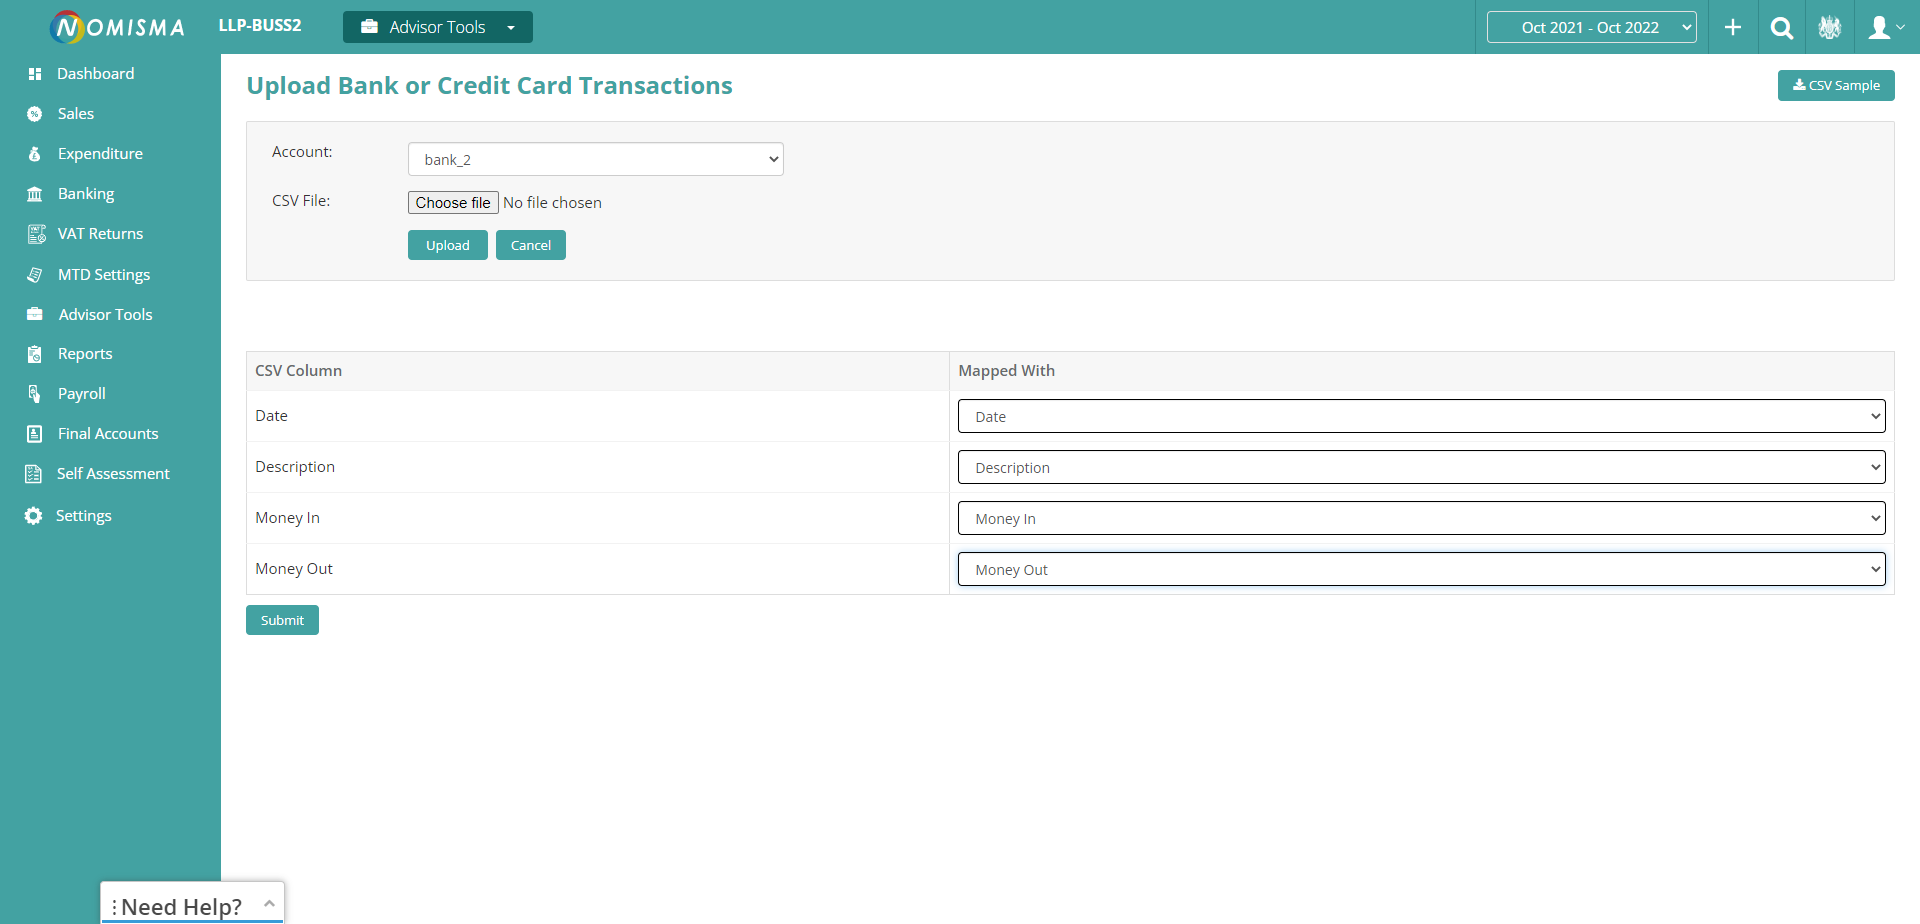 NOMISMA
LLP-BUSS2
Advisor Tools
Oct 2021 - Oct 2022
Dashboard
Sales
Expenditure
Banking
VAT Returns
MTD Settings
Advisor Tools
Reports
Payroll
Final Accounts
Self Assessment
Settings
Upload Bank or Credit Card Transactions
CSV Sample
Account:
bank_2
CSV File:
Choose file No file chosen
Upload Cancel
CSV Column Mapped With
Date Date
Description Description
Money In Money In
Money Out Money Out
Submit
Need Help?